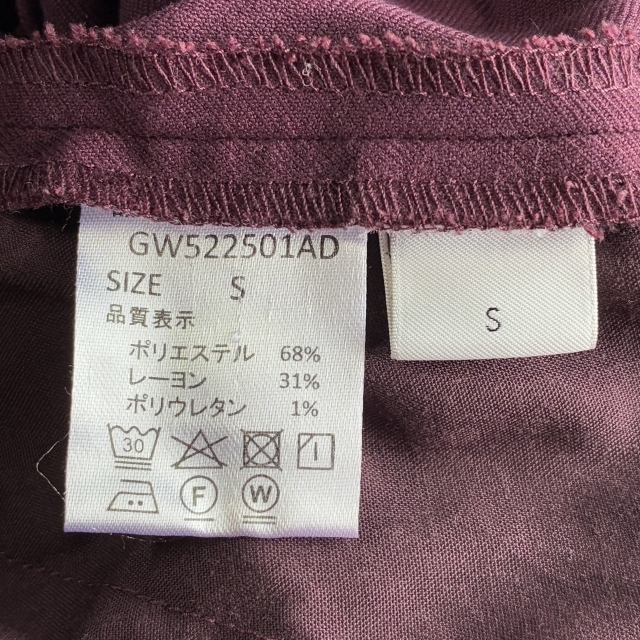 GW522501AD
SIZE S
品質表示
ポリエステル 68%
レーヨン 31%
ポリウレタン 1%
30
F W
S